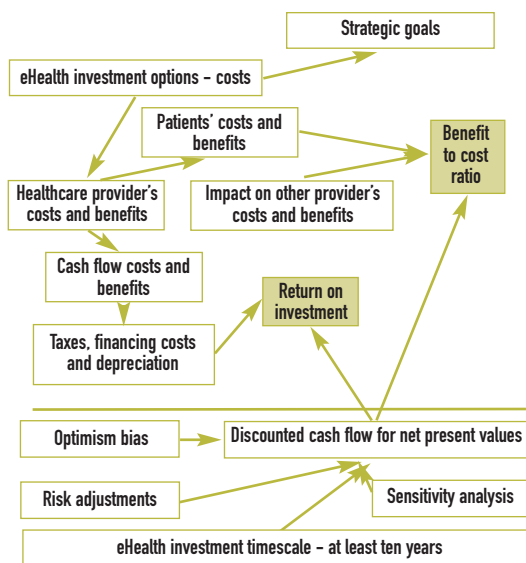 Strategic goals
eHealth investment options – costs
Patients' costs and
benefits
Benefit
to cost
ratio
Healthcare provider's
costs and benefits
Impact on other provider's
costs and benefits
Cash flow costs and
benefits
Return on
investment
Taxes, financing costs
and depreciation
Optimism bias
Discounted cash flow for net present values
Risk adjustments
Sensitivity analysis
eHealth investment timescale – at least ten years